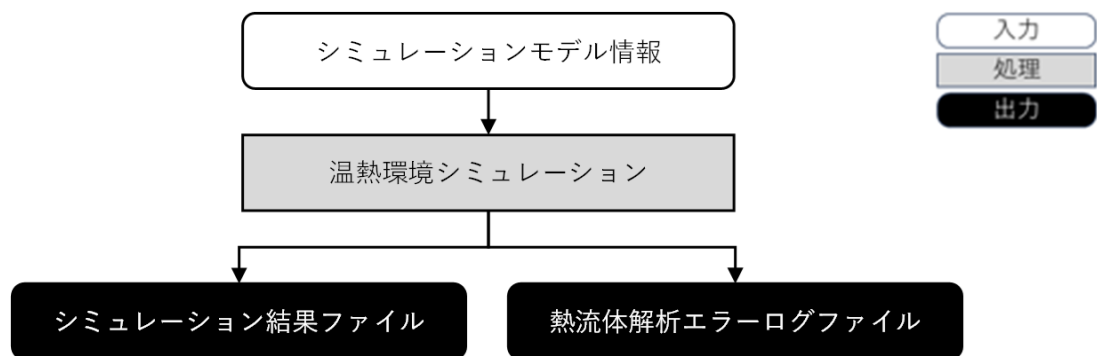 シミュレーションモデル情報
入力
処理
出力
温熱環境シミュレーション
シミュレーション結果ファイル
熱流体解析エラーログファイル